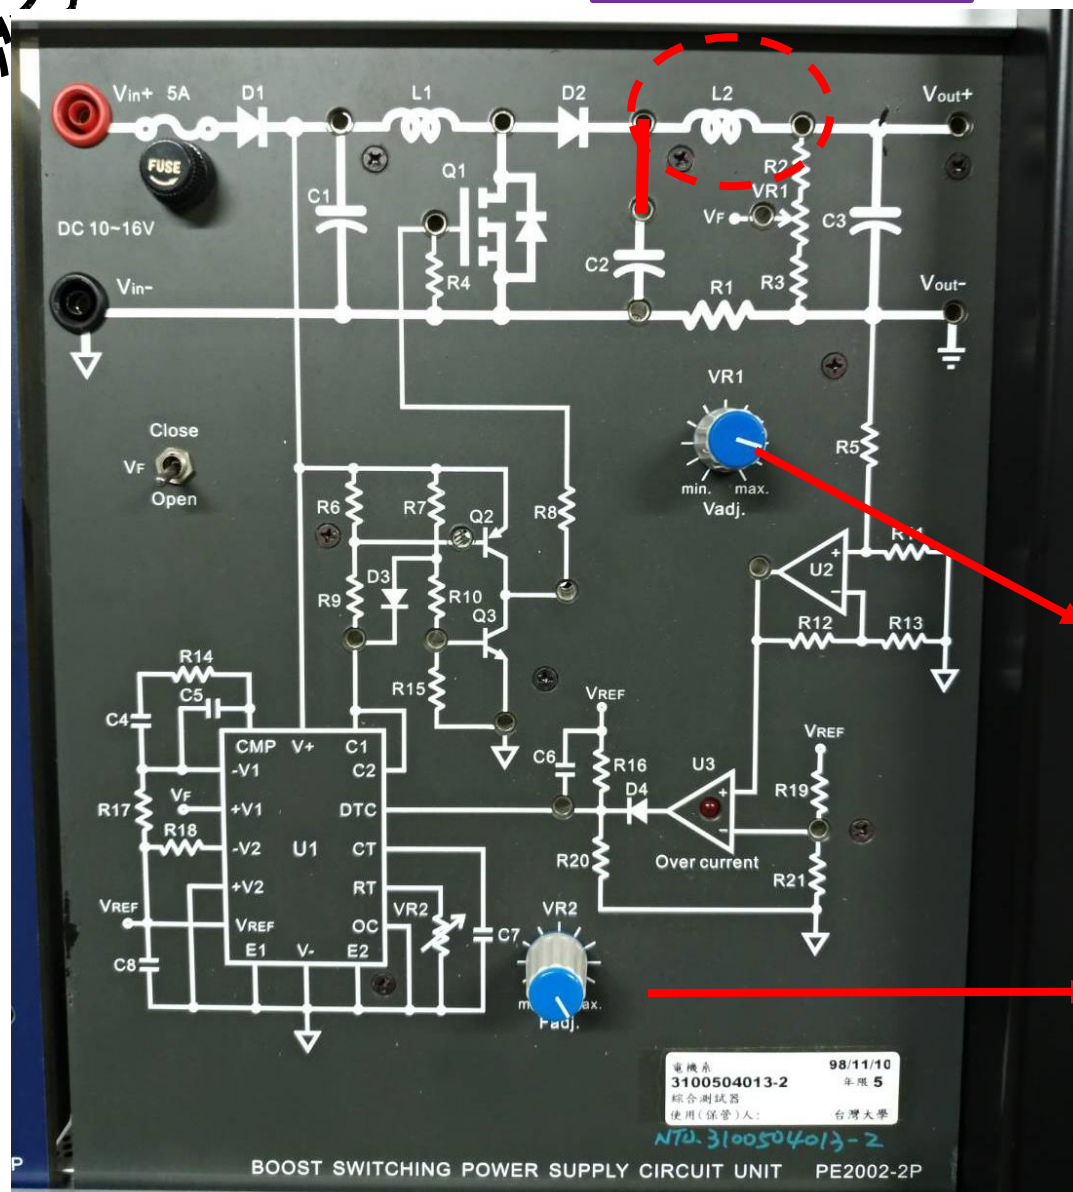 Vin+ 5A D1 L1 D2 L2 Vout+
FUSE
Q1
R2
VR1
C1
VF
C3
DC 10~16V
C2
R4
R3
Vin-
R1
Vout-
VR1
Close
VF
Open
R5
min. max.
Vadj.
R6
R7
Q2
R8
R11
U2
+
−
D3
R9
R10
Q3
R12
R13
R14
R15
C5
C4
VREF
VREF
CMP V+ C1
C2
-V1
C6
R16
U3
D4
R19
R17
VF
+V1
DTC
+
−
R18
-V2
U1
CT
R20
Over current
R21
+V2
RT
VREF
VREF
VR2
VR2
OC
C7
E1 V- E2
C8
Fadj.
電機系 98/11/10
3100504013-2 年限 5
綜合測試器
使用(保管)人: 台灣大學
NTU-3100504013-2
BOOST SWITCHING POWER SUPPLY CIRCUIT UNIT PE2002-2P
P